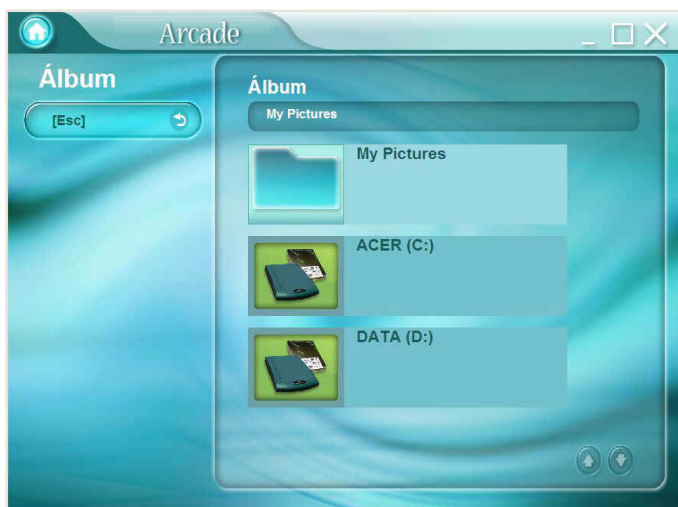 Arcade
Álbum
[Esc]
Álbum
My Pictures
My Pictures
ACER (C:)
DATA (D:)